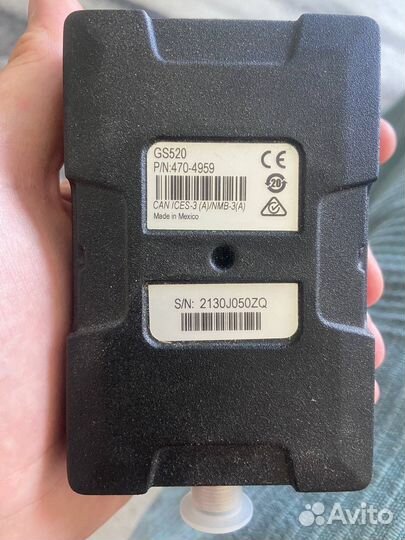 GS520
P/N:470-4959
CE
20
CAN ICES-3 (A)/NMB-3(A)
Made in Mexico
S/N: 2130J050ZQ
Avito